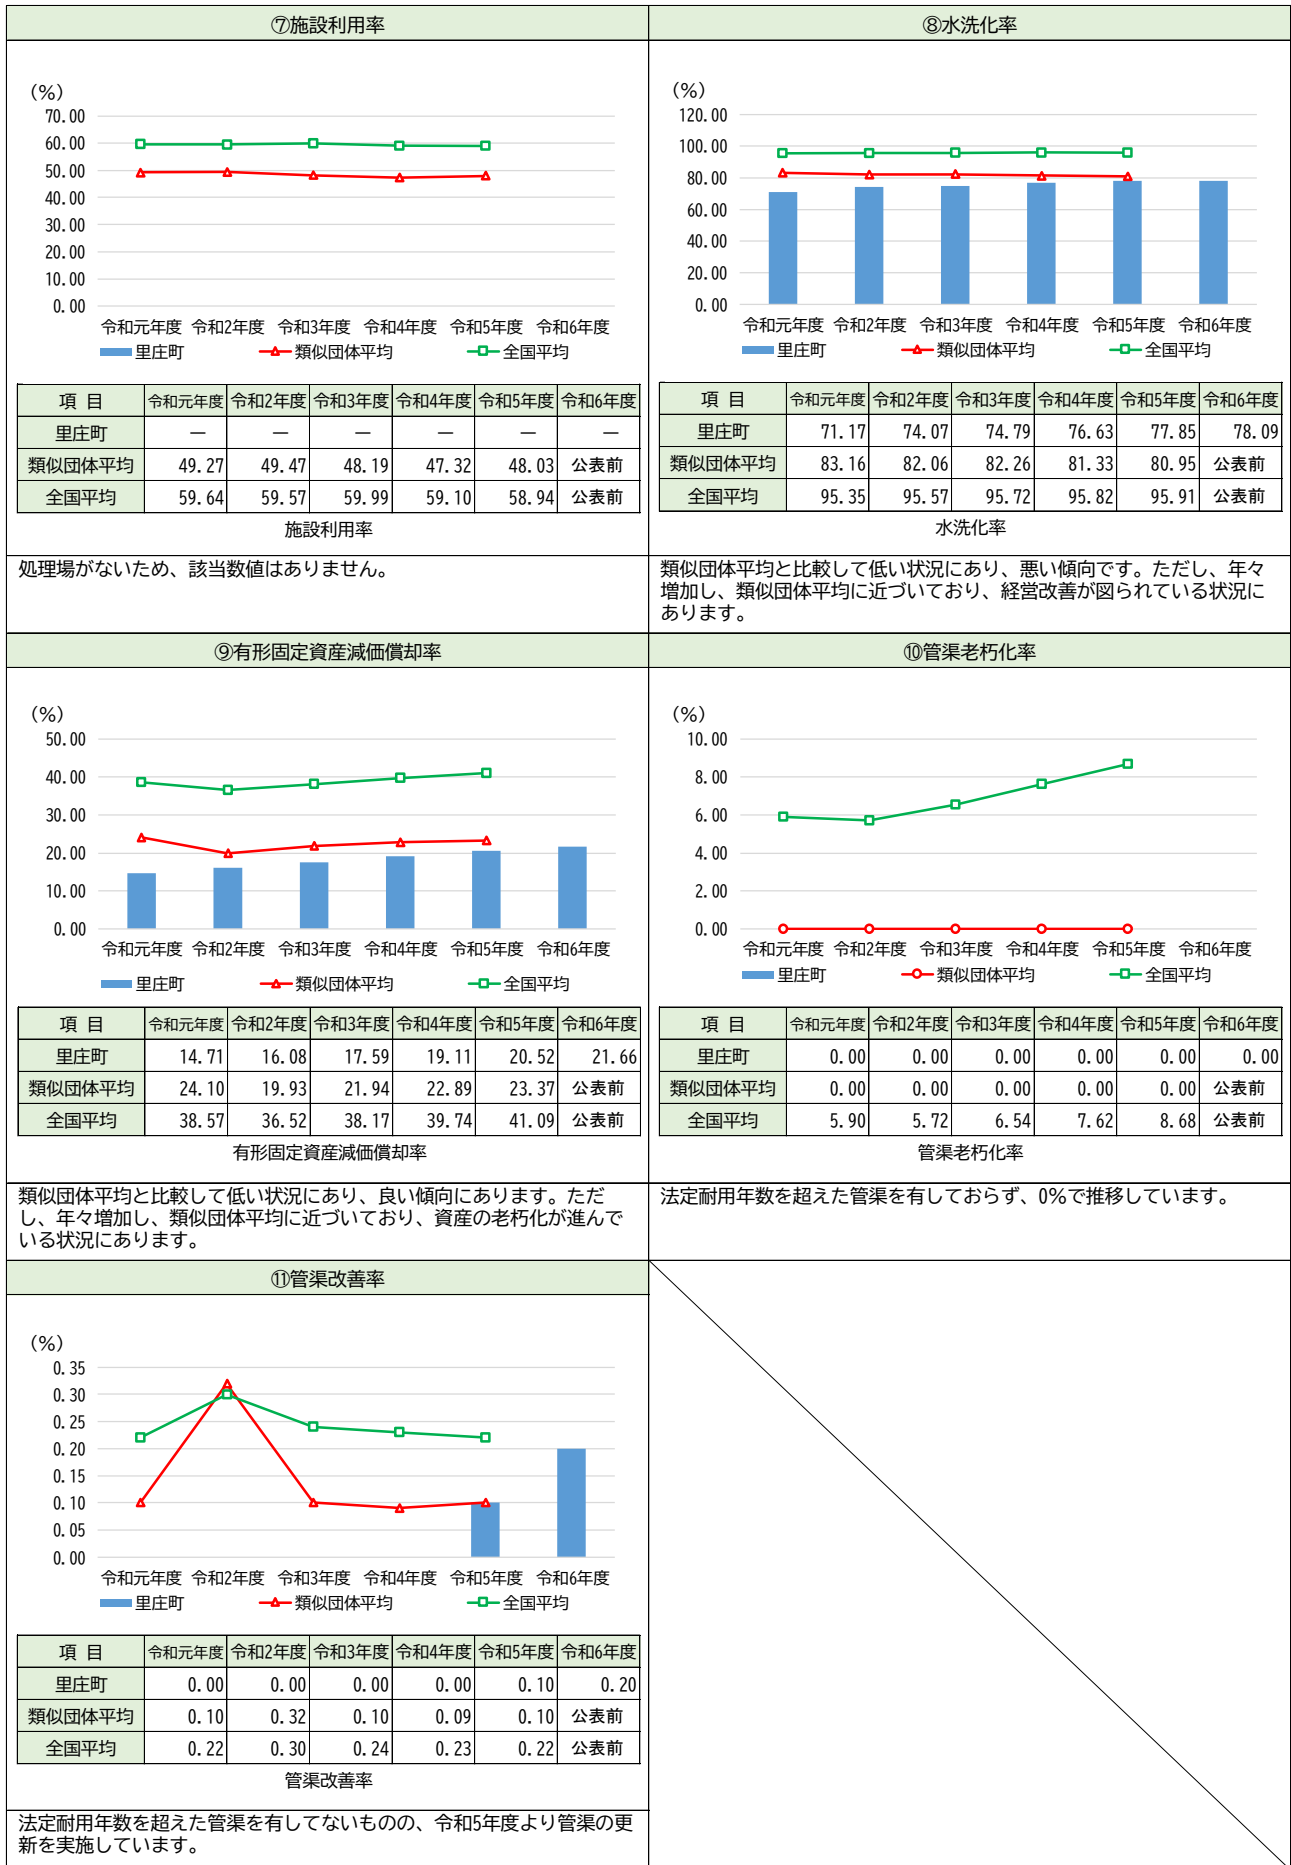 ⑦施設利用率
(%)
70.00
60.00
50.00
40.00
30.00
20.00
10.00
0.00
令和元年度 令和2年度 令和3年度 令和4年度 令和5年度 令和6年度
里庄町 類似団体平均 全国平均
項 目 令和元年度 令和2年度 令和3年度 令和4年度 令和5年度 令和6年度
里庄町 ― ― ― ― ― ―
類似団体平均 49.27 49.47 48.19 47.32 48.03 公表前
全国平均 59.64 59.57 59.99 59.10 58.94 公表前
施設利用率
処理場がないため、該当数値はありません。
⑧水洗化率
(%)
120.00
100.00
80.00
60.00
40.00
20.00
0.00
令和元年度 令和2年度 令和3年度 令和4年度 令和5年度 令和6年度
里庄町 類似団体平均 全国平均
項 目 令和元年度 令和2年度 令和3年度 令和4年度 令和5年度 令和6年度
里庄町 71.17 74.07 74.79 76.63 77.85 78.09
類似団体平均 83.16 82.06 82.26 81.33 80.95 公表前
全国平均 95.35 95.57 95.72 95.82 95.91 公表前
水洗化率
類似団体平均と比較して低い状況にあり、悪い傾向です。ただし、年々
増加し、類似団体平均に近づいており、経営改善が図られている状況に
あります。
⑨有形固定資産減価償却率
(%)
50.00
40.00
30.00
20.00
10.00
0.00
令和元年度 令和2年度 令和3年度 令和4年度 令和5年度 令和6年度
里庄町 類似団体平均 全国平均
項 目 令和元年度 令和2年度 令和3年度 令和4年度 令和5年度 令和6年度
里庄町 14.71 16.08 17.59 19.11 20.52 21.66
類似団体平均 24.10 19.93 21.94 22.89 23.37 公表前
全国平均 38.57 36.52 38.17 39.74 41.09 公表前
有形固定資産減価償却率
類似団体平均と比較して低い状況にあり、良い傾向にあります。ただ
し、年々増加し、類似団体平均に近づいており、資産の老朽化が進んで
いる状況にあります。
⑩管渠老朽化率
(%)
10.00
8.00
6.00
4.00
2.00
0.00
令和元年度 令和2年度 令和3年度 令和4年度 令和5年度 令和6年度
里庄町 類似団体平均 全国平均
項 目 令和元年度 令和2年度 令和3年度 令和4年度 令和5年度 令和6年度
里庄町 0.00 0.00 0.00 0.00 0.00 0.00
類似団体平均 0.00 0.00 0.00 0.00 0.00 公表前
全国平均 5.90 5.72 6.54 7.62 8.68 公表前
管渠老朽化率
法定耐用年数を超えた管渠を有しておらず、0%で推移しています。
⑪管渠改善率
(%)
0.35
0.30
0.25
0.20
0.15
0.10
0.05
0.00
令和元年度 令和2年度 令和3年度 令和4年度 令和5年度 令和6年度
里庄町 類似団体平均 全国平均
項 目 令和元年度 令和2年度 令和3年度 令和4年度 令和5年度 令和6年度
里庄町 0.00 0.00 0.00 0.00 0.10 0.20
類似団体平均 0.10 0.32 0.10 0.09 0.10 公表前
全国平均 0.22 0.30 0.24 0.23 0.22 公表前
管渠改善率
法定耐用年数を超えた管渠を有してないものの、令和5年度より管渠の更
新を実施しています。